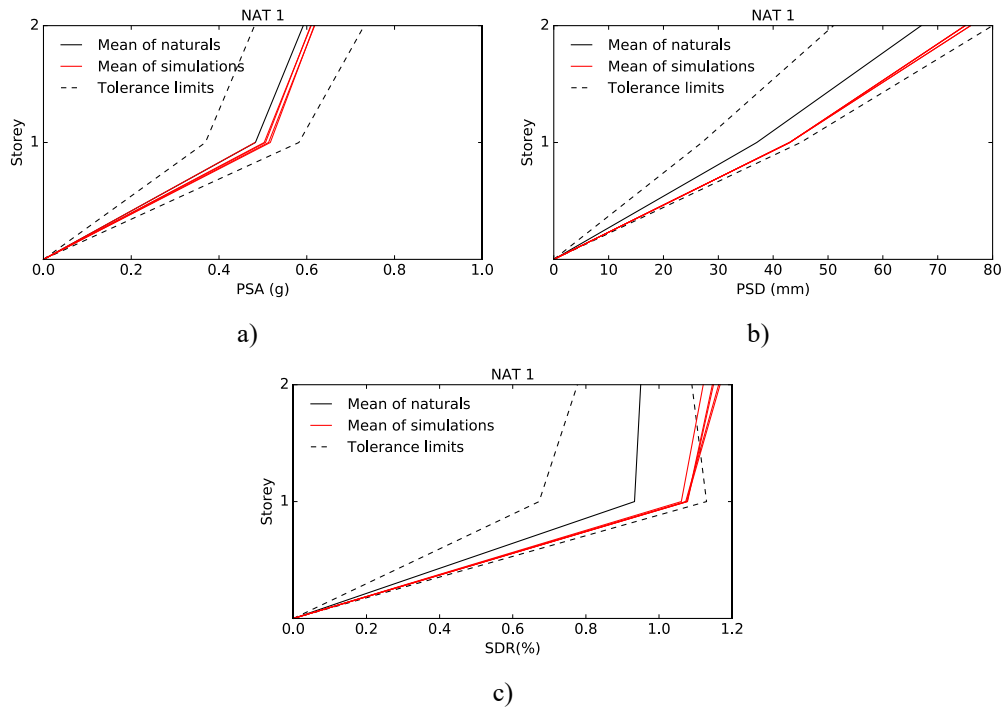 NAT 1
2
Mean of naturals
Mean of simulations
Tolerance limits
Storey
1
0.0 0.2 0.4 0.6 0.8 1.0
PSA (g)
a)
NAT 1
2
Mean of naturals
Mean of simulations
Tolerance limits
Storey
1
0 10 20 30 40 50 60 70 80
PSD (mm)
b)
NAT 1
2
Mean of naturals
Mean of simulations
Tolerance limits
Storey
1
0.0 0.2 0.4 0.6 0.8 1.0 1.2
SDR(%)
c)